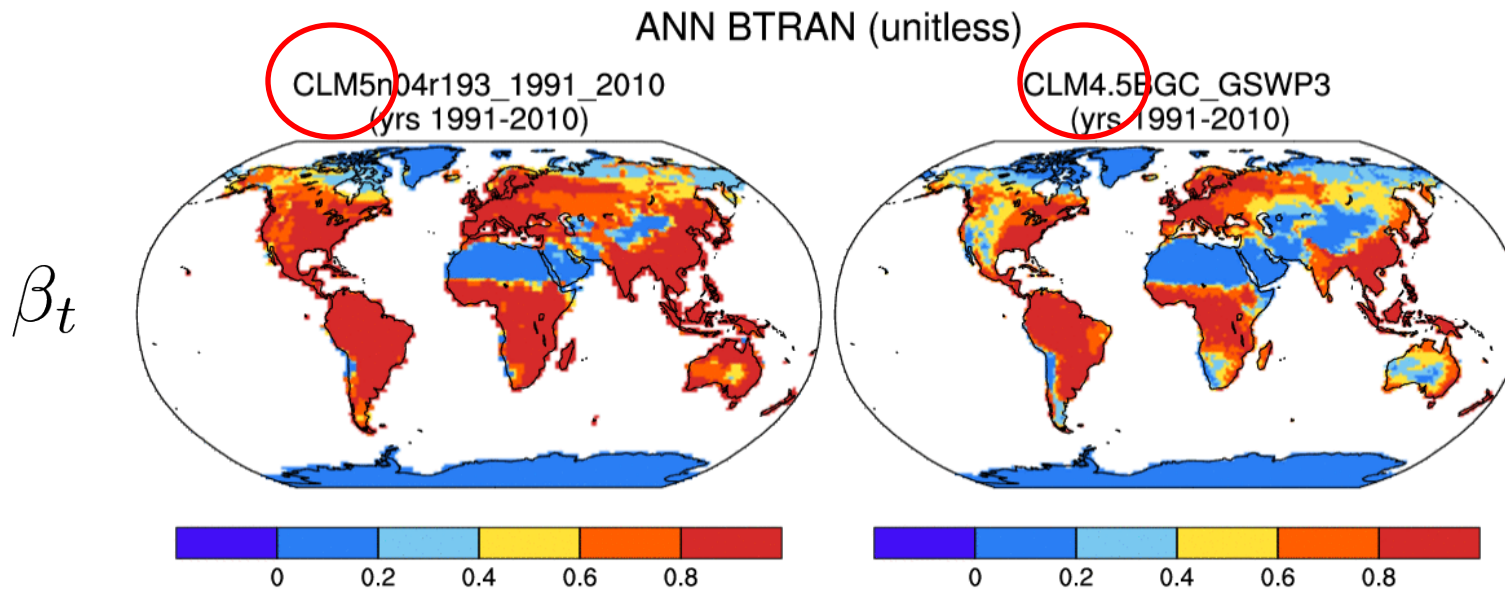 ANN BTRAN (unitless)
CLM5n04r193_1991_2010
(yrs 1991-2010)
CLM4.5BGC_GSWP3
(yrs 1991-2010)
βt
0 0.2 0.4 0.6 0.8
0 0.2 0.4 0.6 0.8